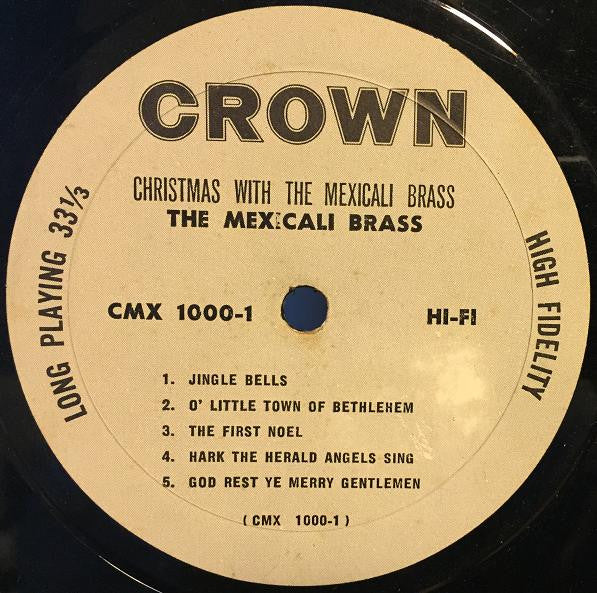 CROWN
CHRISTMAS WITH THE MEXICALI BRASS
THE MEXICALI BRASS
LONG PLAYING 33⅓
HIGH FIDELITY
CMX 1000-1
HI-FI
1. JINGLE BELLS
2. O' LITTLE TOWN OF BETHLEHEM
3. THE FIRST NOEL
4. HARK THE HERALD ANGELS SING
5. GOD REST YE MERRY GENTLEMEN
(CMX 1000-1)